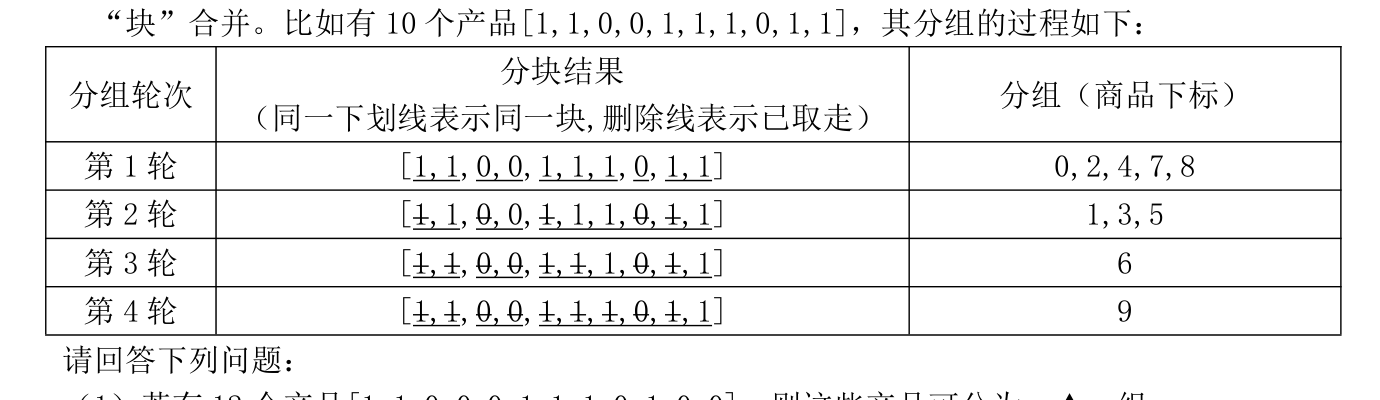 “块”合并。比如有 10 个产品[1,1,0,0,1,1,1,0,1,1]，其分组的过程如下：
分组轮次 分块结果 （同一下划线表示同一块,删除线表示已取走） 分组（商品下标）
第 1 轮 [1,1,0,0,1,1,1,0,1,1] 0,2,4,7,8
第 2 轮 [1,1,0,0,1,1,1,0,1,1] 1,3,5
第 3 轮 [1,1,0,0,1,1,1,0,1,1] 6
第 4 轮 [1,1,0,0,1,1,1,0,1,1] 9
请回答下列问题：